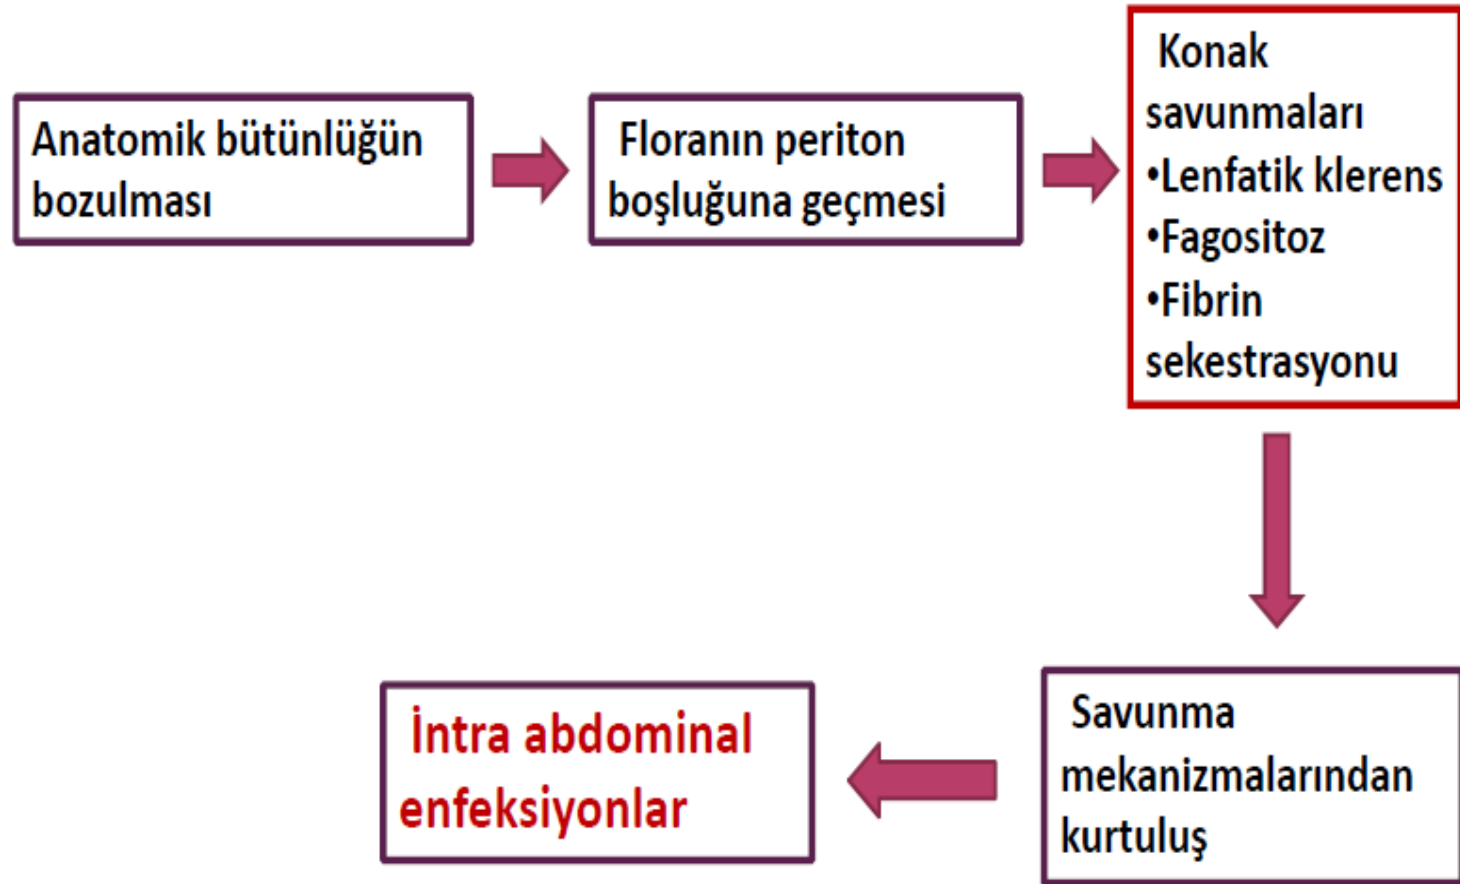 Anatomik bütünlüğün
bozulması
Floranın periton
boşluğuna geçmesi
Konak
savunmaları
•Lenfatik klerens
•Fagositoz
•Fibrin
sekestrasyonu
Savunma
mekanizmalarından
kurtuluş
İntra abdominal
enfeksiyonlar